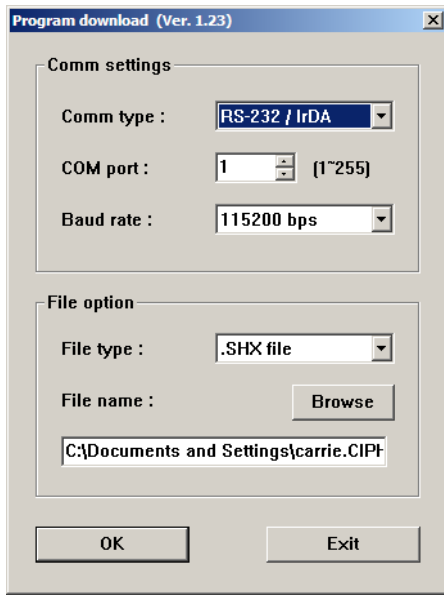 Program download (Ver. 1.23)
Comm settings
Comm type : RS-232 / IrDA
COM port : 1 (1~255)
Baud rate : 115200 bps
File option
File type : .SHX file
File name : Browse
C:\Documents and Settings\carrie.CIPH
OK Exit